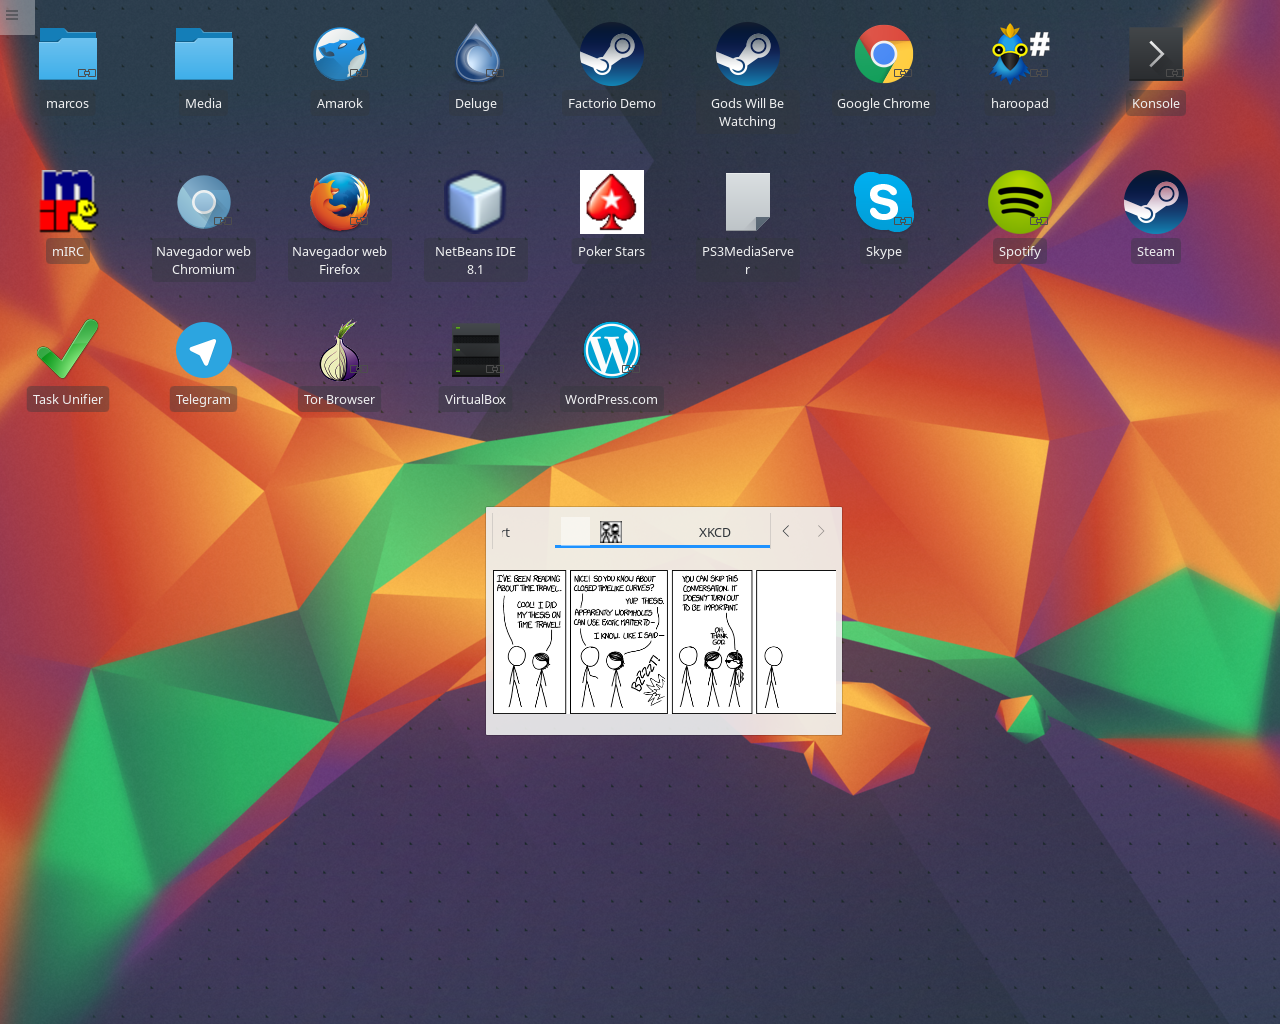 marcos
Media
Amarok
Deluge
Factorio Demo
Gods Will Be
Watching
Google Chrome
#
haroopad
Konsole
m
IRC
mIRC
Navegador web
Chromium
Navegador web
Firefox
NetBeans IDE
8.1
Poker Stars
PS3MediaServe
r
S
Skype
Spotify
Steam
Task Unifier
Telegram
Tor Browser
VirtualBox
W
WordPress.com
rt
XKCD
I'VE BEEN READING
ABOUT TIME TRAVEL.
COOL! I DID
MY THESIS ON
TIME TRAVEL!
NICE! SO YOU KNOW ABOUT
CLOSED TIMELIKE CURVES?
YUP. THESIS.
APPARENTLY WORMHOLES
CAN USE EXOTIC MATTER TO—
I KNOW. LIKE I SAID—
BZZZT!
YOU CAN SKIP THIS
CONVERSATION. IT
DOESN'T TURN OUT
TO BE IMPORTANT.
OH,
THANK
GOD.